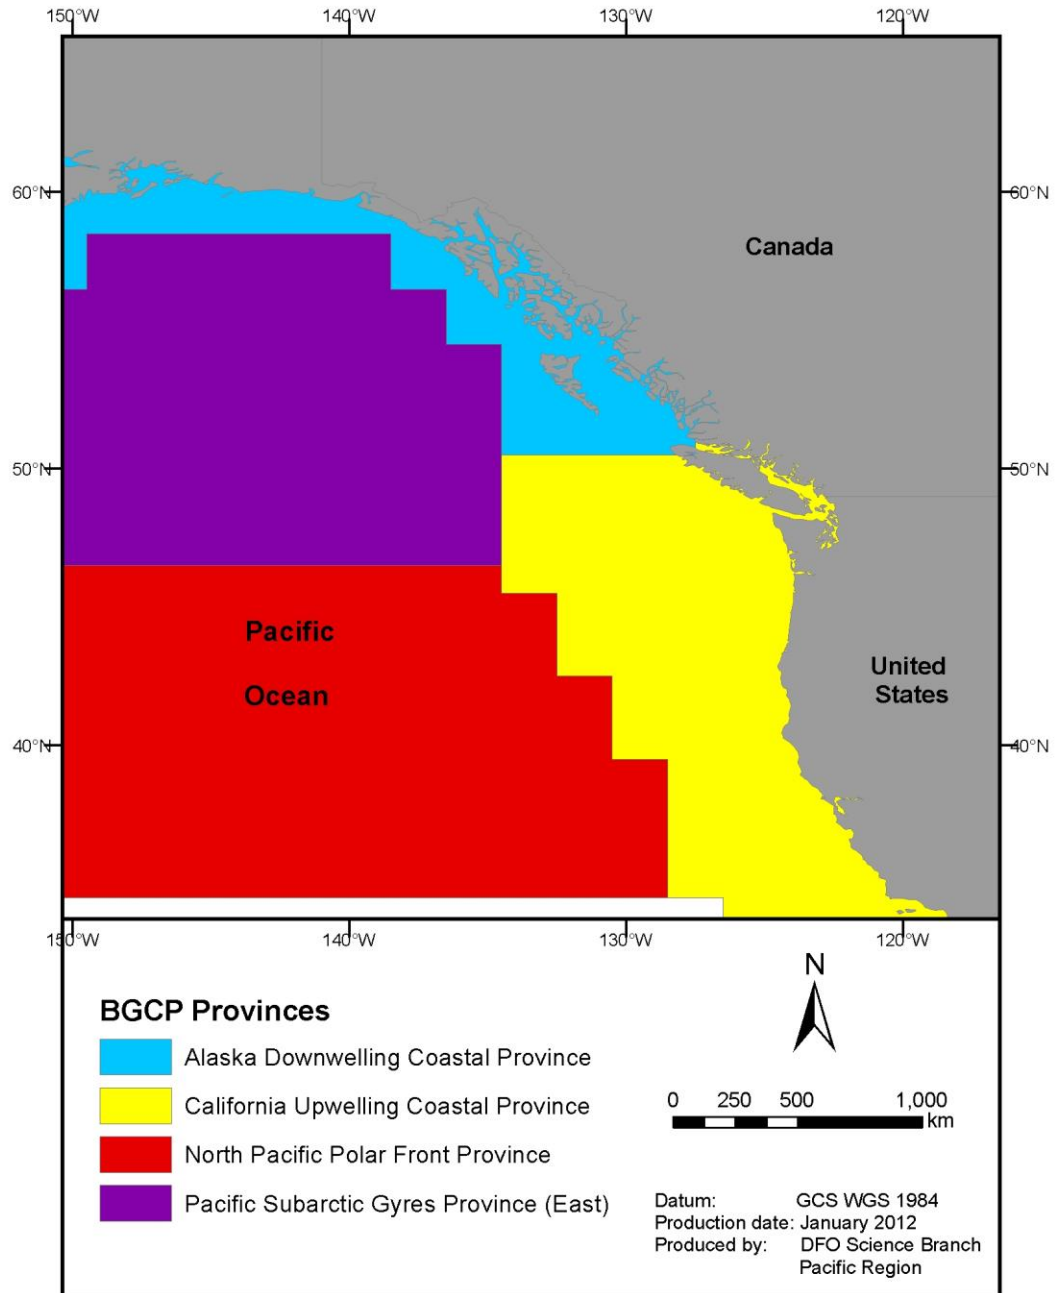 150°W 140°W 130°W 120°W
60°N 60°N
Canada
50°N 50°N
Pacific
Ocean
United
States
40°N 40°N
150°W 140°W 130°W 120°W
N
BGCP Provinces
Alaska Downwelling Coastal Province
California Upwelling Coastal Province
North Pacific Polar Front Province
Pacific Subarctic Gyres Province (East)
0 250 500 1,000
km
Datum: GCS WGS 1984
Production date: January 2012
Produced by: DFO Science Branch
Pacific Region